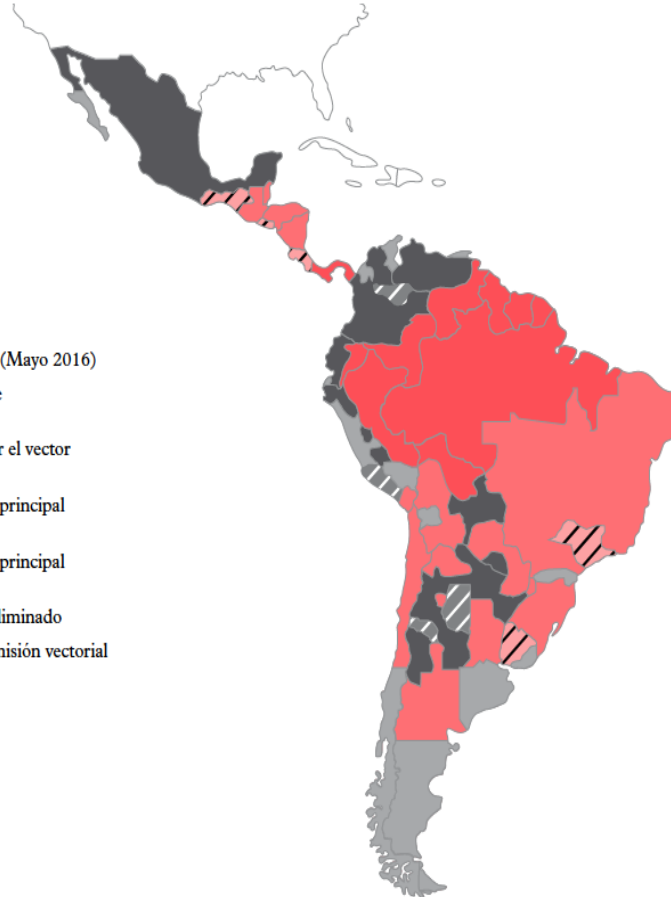 (Mayo 2016)
e
r el vector
principal
principal
liminado
nisión vectorial